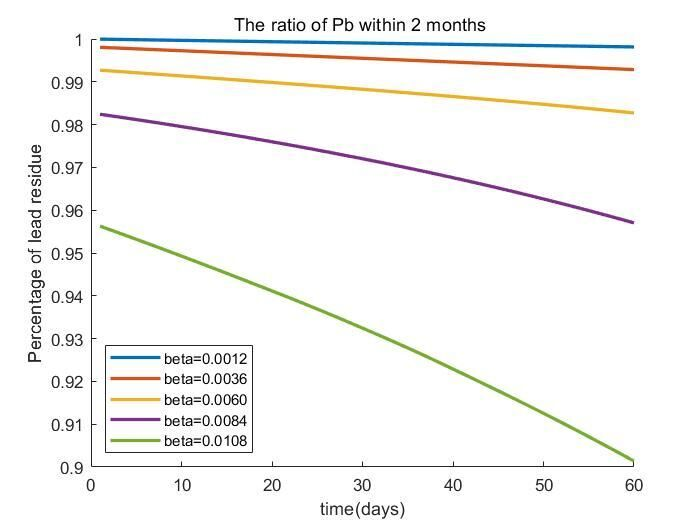 The ratio of Pb within 2 months
1
0.99
0.98
0.97
0.96
0.95
0.94
0.93
0.92
0.91
0.9
Percentage of lead residue
beta=0.0012
beta=0.0036
beta=0.0060
beta=0.0084
beta=0.0108
0 10 20 30 40 50 60
time(days)